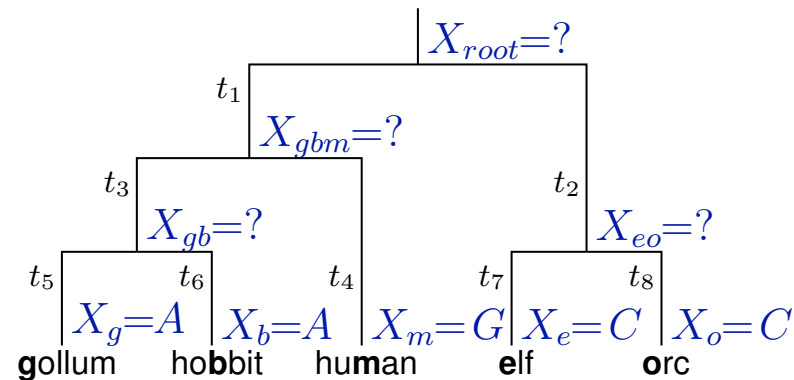 X_root=?
t_1
X_gbm=?
t_3
t_2
X_gb=?
X_eo=?
t_5
t_6
t_4
t_7
t_8
X_g=A
X_b=A
X_m=G
X_e=C
X_o=C
gollum
hobbit
human
elf
orc